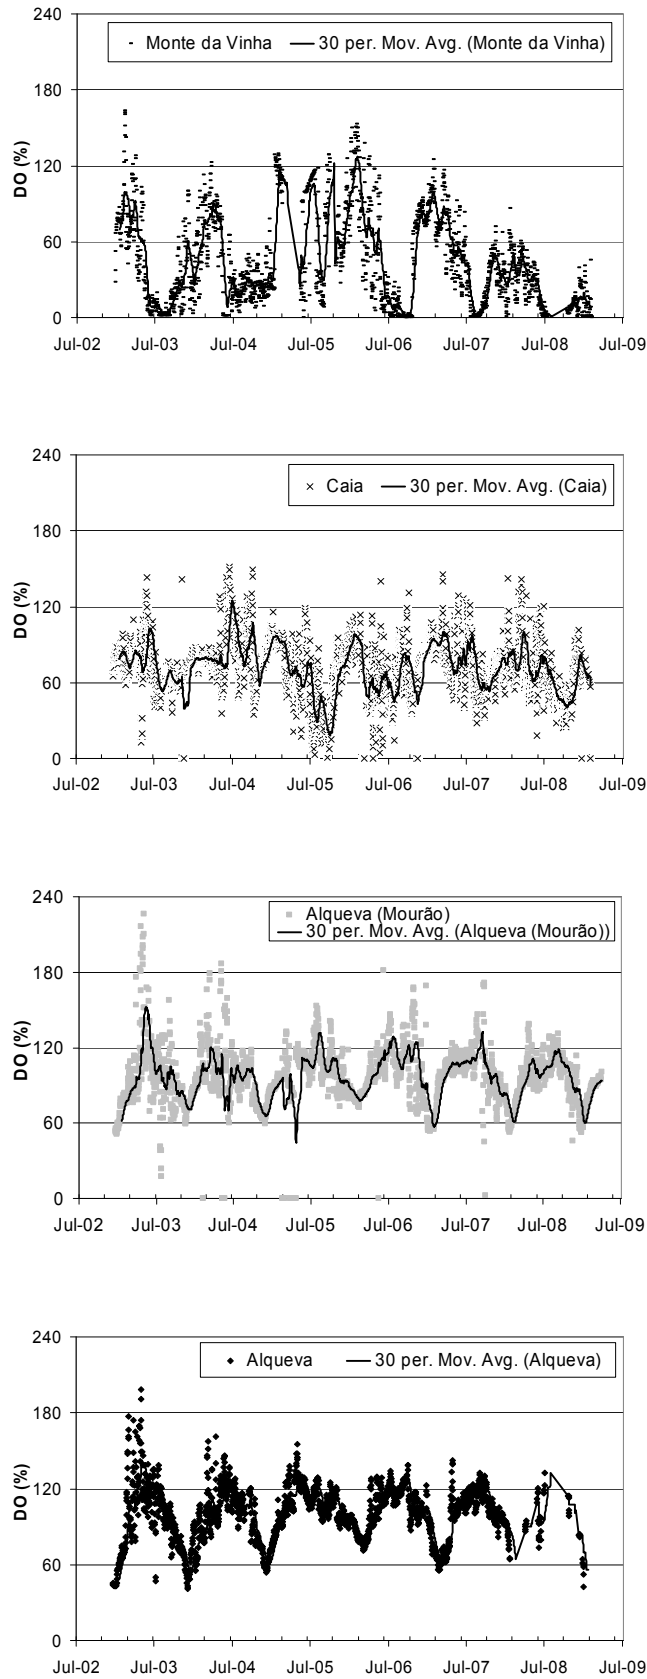 240
Monte da Vinha 30 per. Mov. Avg. (Monte da Vinha)
180
DO (%)
120
60
0
Jul-02 Jul-03 Jul-04 Jul-05 Jul-06 Jul-07 Jul-08 Jul-09
240
Caia 30 per. Mov. Avg. (Caia)
180
DO (%)
120
60
0
Jul-02 Jul-03 Jul-04 Jul-05 Jul-06 Jul-07 Jul-08 Jul-09
240
Alqueva (Mourão)
30 per. Mov. Avg. (Alqueva (Mourão))
180
DO (%)
120
60
0
Jul-02 Jul-03 Jul-04 Jul-05 Jul-06 Jul-07 Jul-08 Jul-09
240
Alqueva 30 per. Mov. Avg. (Alqueva)
180
DO (%)
120
60
0
Jul-02 Jul-03 Jul-04 Jul-05 Jul-06 Jul-07 Jul-08 Jul-09